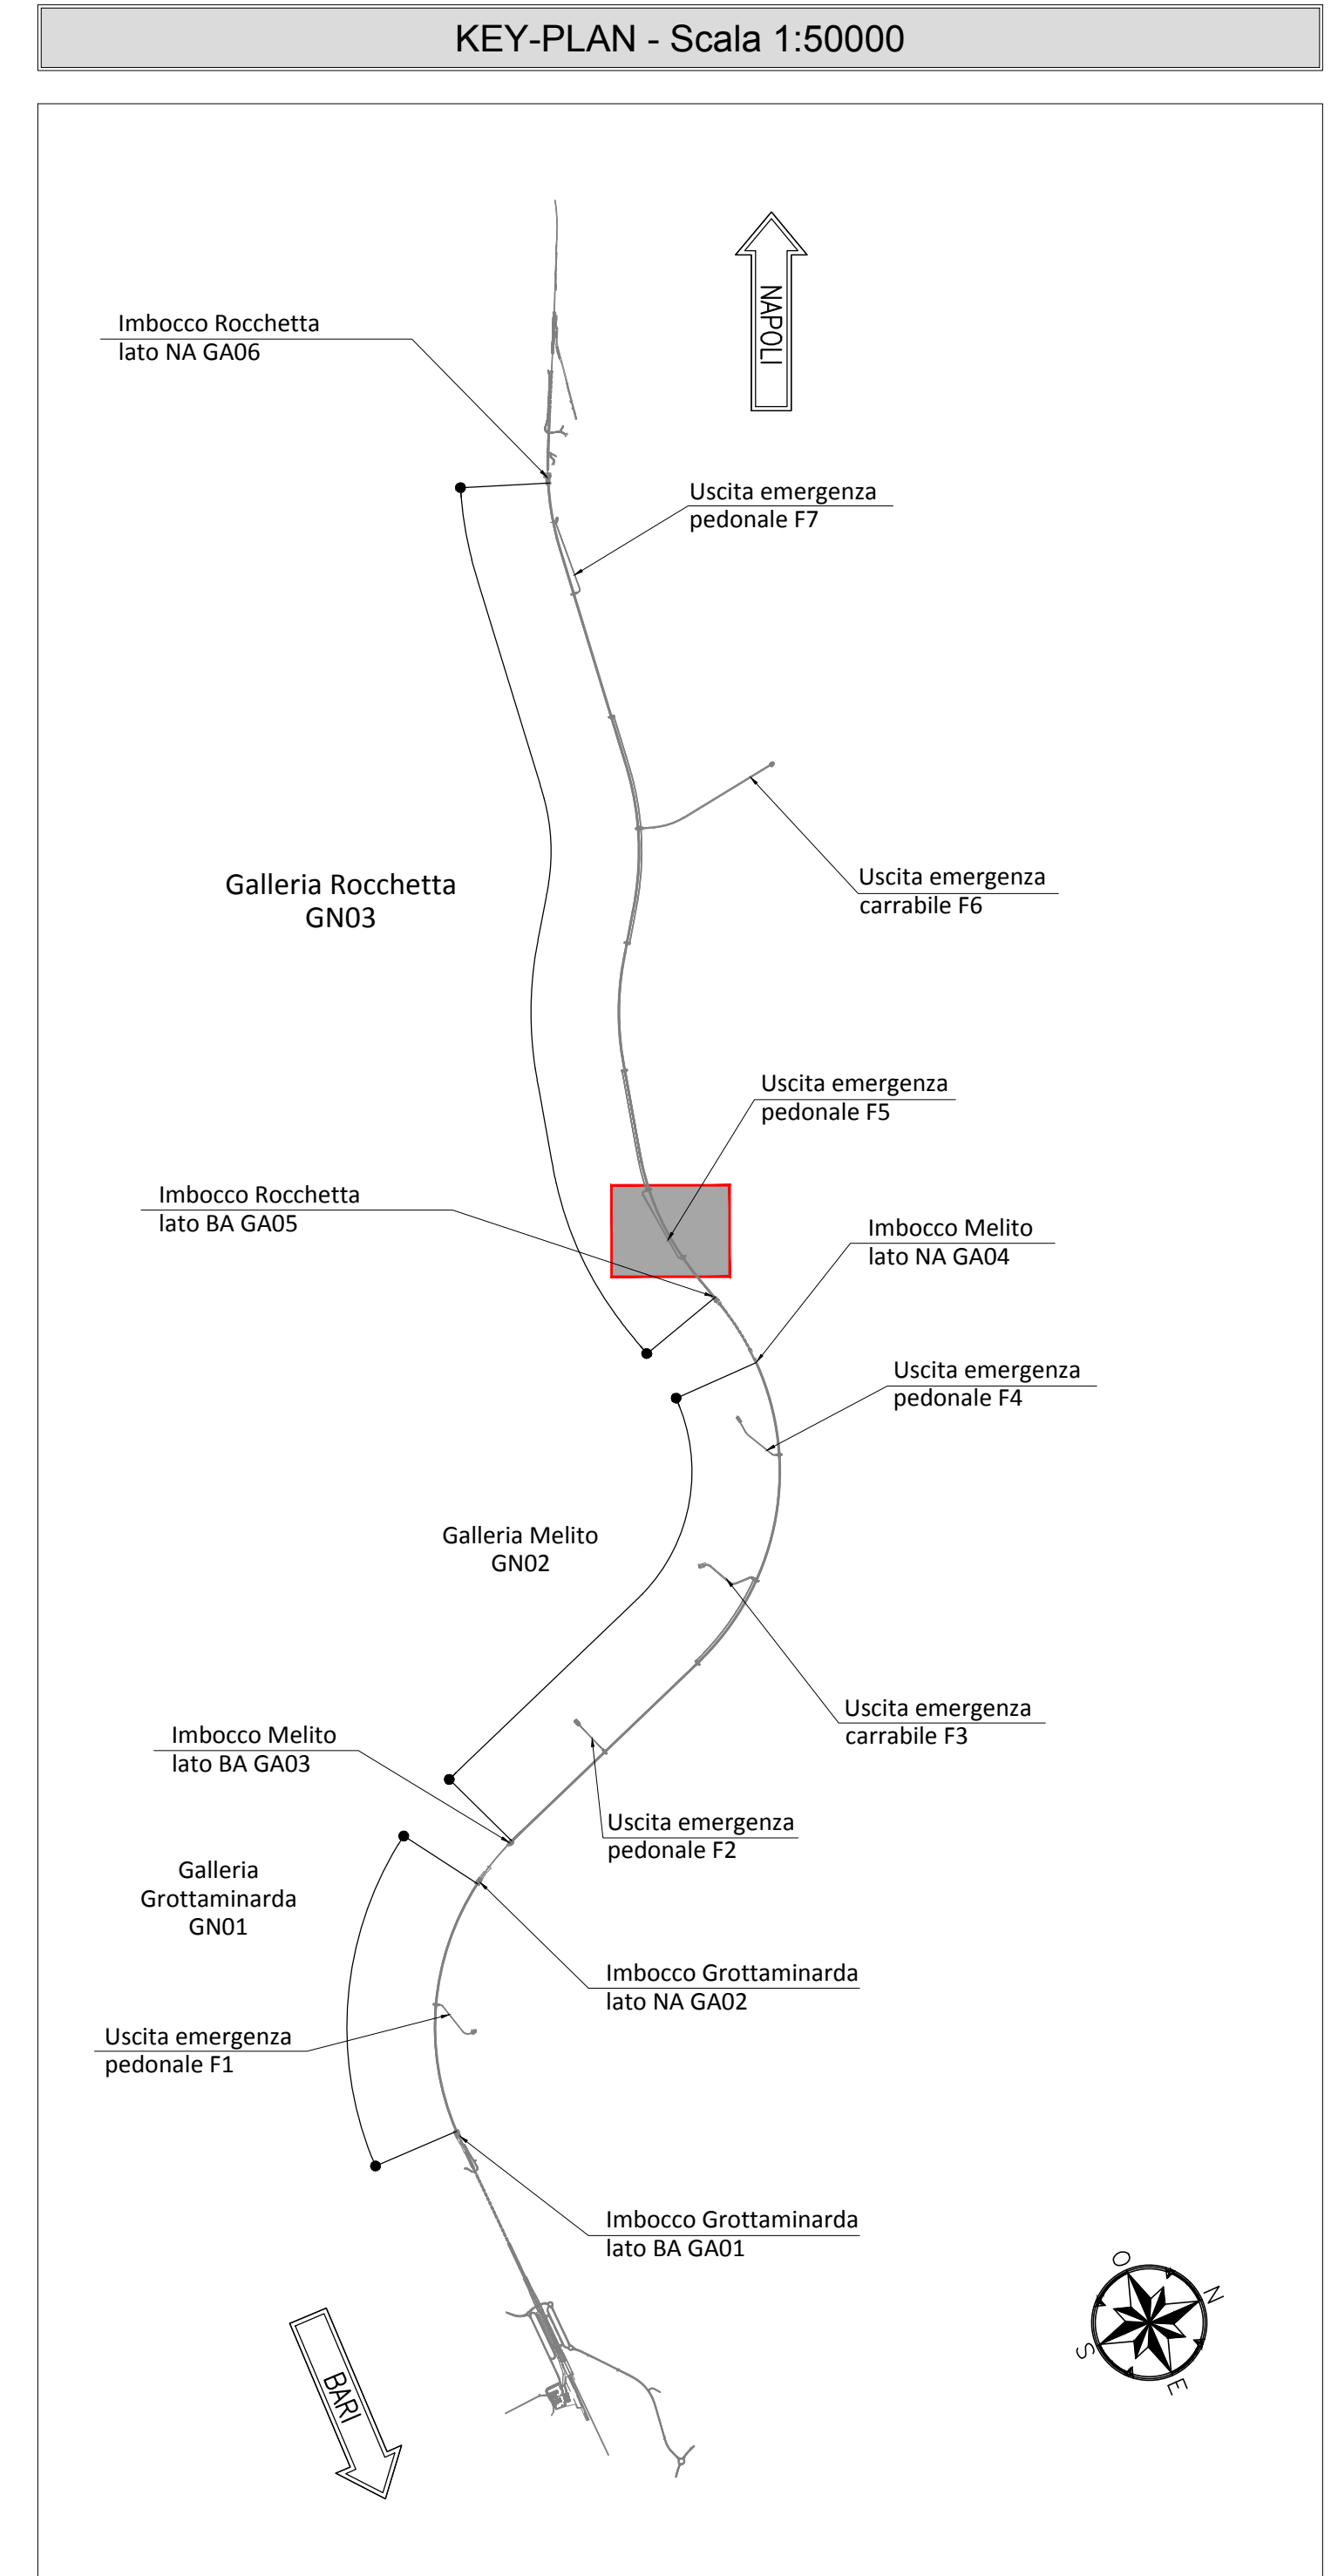 KEY-PLAN - Scala 1:50000
NAPOLI
Imbocco Rocchetta
lato NA GA06
Uscita emergenza
pedonale F7
Uscita emergenza
carrabile F6
Galleria Rocchetta
GN03
Uscita emergenza
pedonale F5
Imbocco Rocchetta
lato BA GA05
Imbocco Melito
lato NA GA04
Uscita emergenza
pedonale F4
Galleria Melito
GN02
Uscita emergenza
carrabile F3
Imbocco Melito
lato BA GA03
Uscita emergenza
pedonale F2
Galleria
Grottaminarda
GN01
Imbocco Grottaminarda
lato NA GA02
Uscita emergenza
pedonale F1
Imbocco Grottaminarda
lato BA GA01
O
N
S
E
BARI